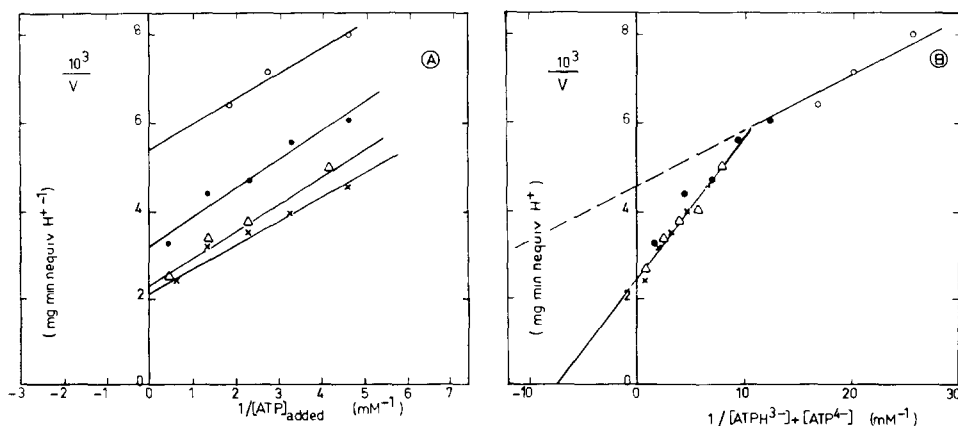 8
10³
V
A
6
(mg min nequiv H⁺⁻¹)
4
2
0
-3 -2 -1 0 1 2 3 4 5 6 7
1/[ATP]added (mM⁻¹)
8
10³
V
B
6
(mg min nequiv H⁺)
4
2
0
-10 0 10 20 30
1/[ATPH³⁻]+[ATP⁴⁻] (mM⁻¹)